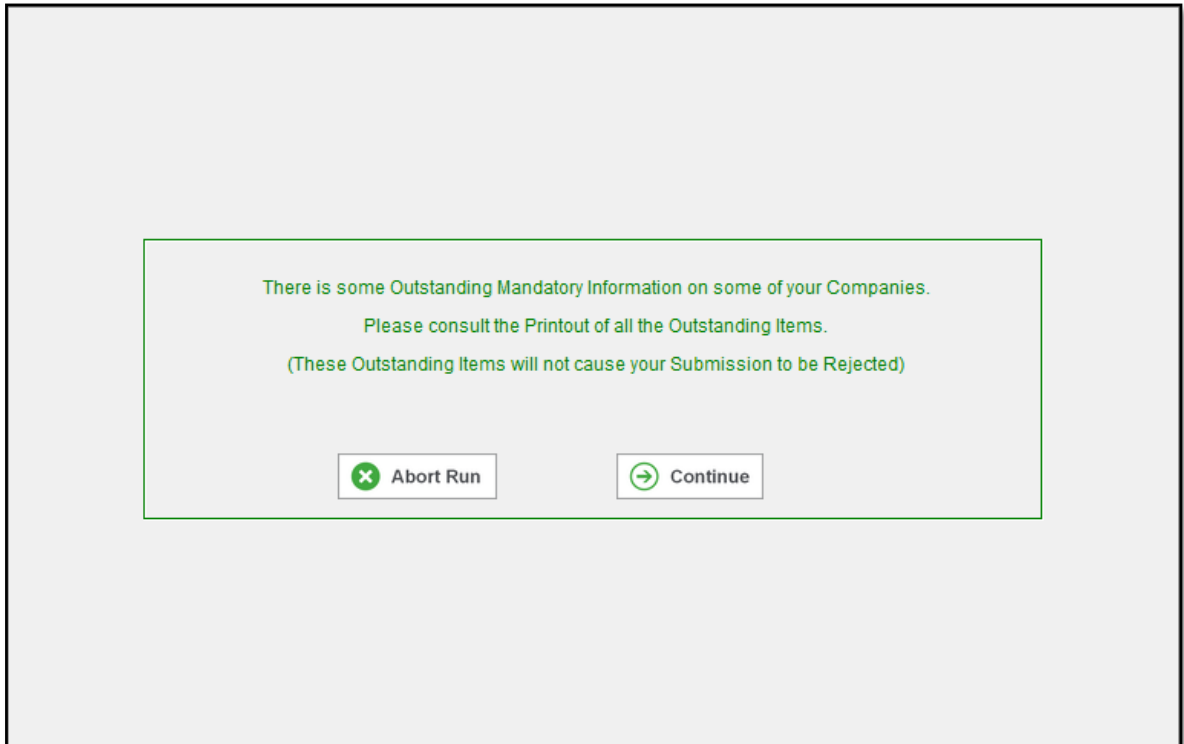 There is some Outstanding Mandatory Information on some of your Companies.
Please consult the Printout of all the Outstanding Items.
(These Outstanding Items will not cause your Submission to be Rejected)
Abort Run
Continue